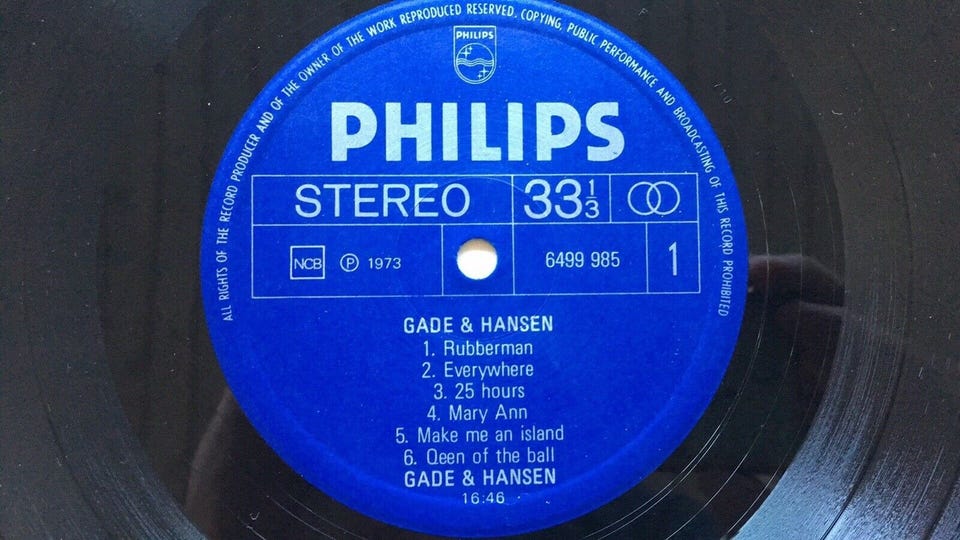 ALL RIGHTS OF THE RECORD PRODUCER AND OF THE OWNER OF THE WORK REPRODUCED RESERVED. COPYING, PUBLIC PERFORMANCE AND BROADCASTING OF THIS RECORD PROHIBITED
PHILIPS
PHILIPS
STEREO 33 1/3
NCB Ⓟ 1973 6499 985 1
GADE & HANSEN
1. Rubberman
2. Everywhere
3. 25 hours
4. Mary Ann
5. Make me an island
6. Qeen of the ball
GADE & HANSEN
16:46